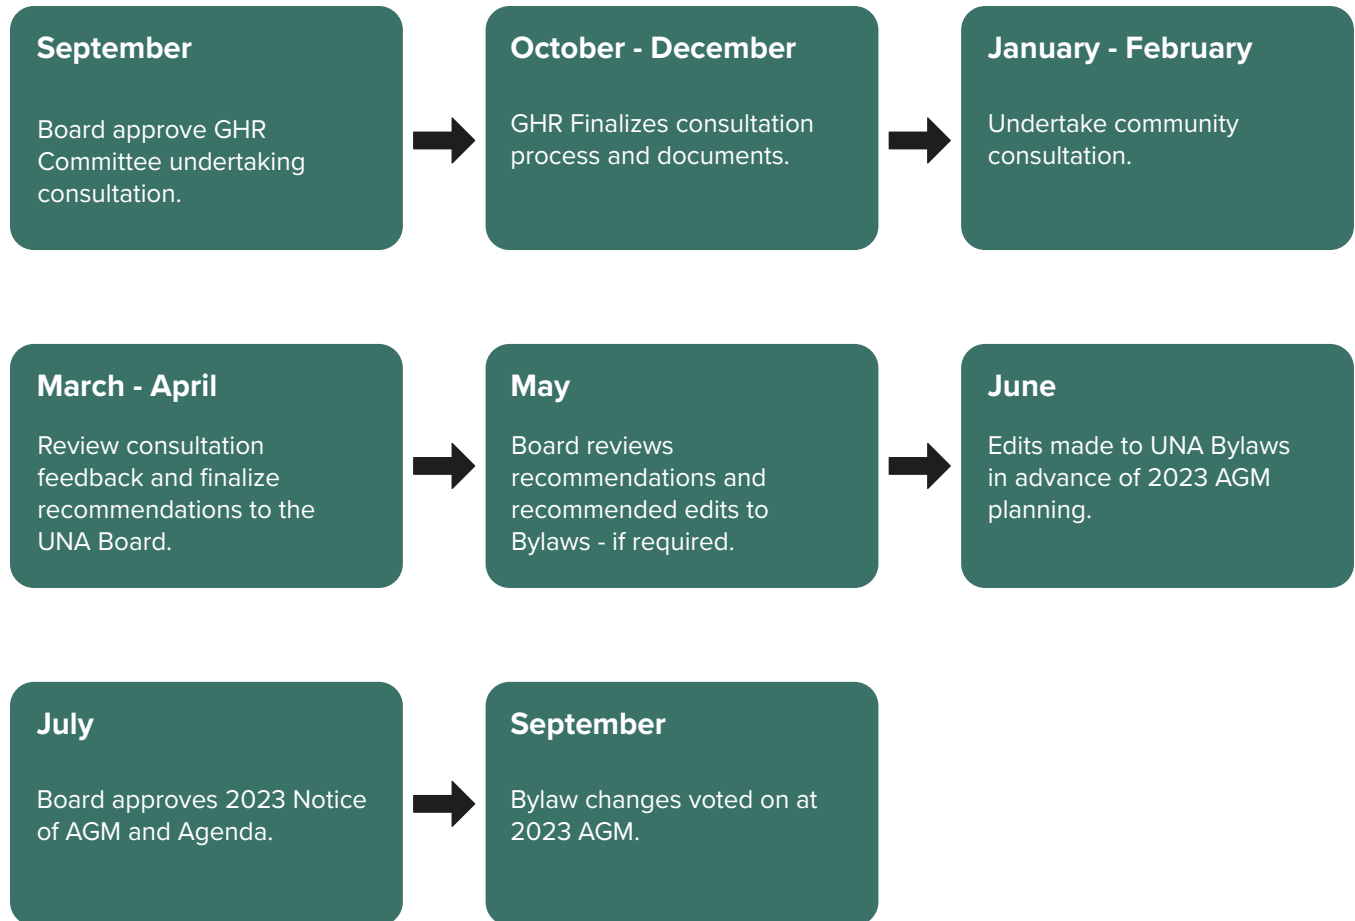 September
Board approve GHR
Committee undertaking
consultation.
October - December
GHR Finalizes consultation
process and documents.
January - February
Undertake community
consultation.
March - April
Review consultation
feedback and finalize
recommendations to the
UNA Board.
May
Board reviews
recommendations and
recommended edits to
Bylaws - if required.
June
Edits made to UNA Bylaws
in advance of 2023 AGM
planning.
July
Board approves 2023 Notice
of AGM and Agenda.
September
Bylaw changes voted on at
2023 AGM.